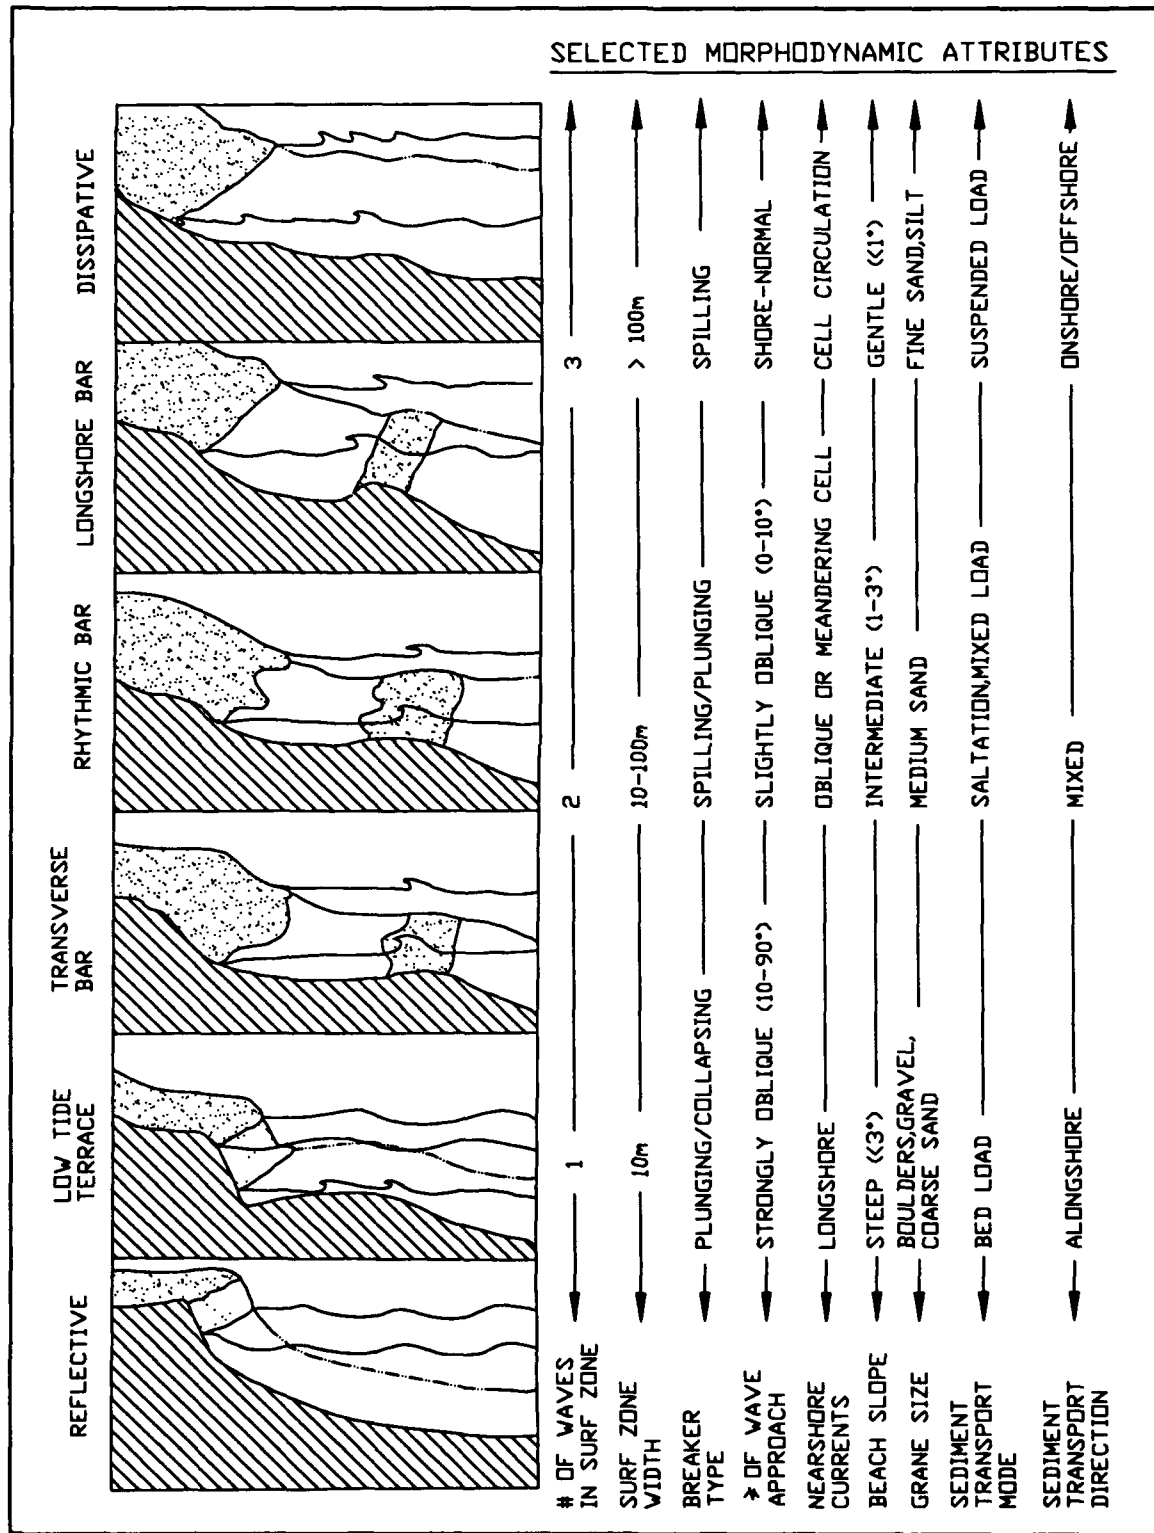 SELECTED MORPHODYNAMIC ATTRIBUTES
REFLECTIVE
LOW TIDE
TERRACE
TRANSVERSE
BAR
RHYTHMIC BAR
LONGSHORE BAR
DISSIPATIVE
# OF WAVES
IN SURF ZONE
1
2
3
SURF ZONE
WIDTH
10m
10-100m
> 100m
BREAKER
TYPE
PLUNGING/COLLAPSING
SPILLING/PLUNGING
SPILLING
∡ OF WAVE
APPROACH
STRONGLY OBLIQUE (10-90°)
SLIGHTLY OBLIQUE (0-10°)
SHORE-NORMAL
NEARSHORE
CURRENTS
LONGSHORE
OBLIQUE OR MEANDERING CELL
CELL CIRCULATION
BEACH SLOPE
STEEP (<3°)
INTERMEDIATE (1-3°)
GENTLE (<1°)
GRANE SIZE
BOULDERS,GRAVEL,
COARSE SAND
MEDIUM SAND
FINE SAND,SILT
SEDIMENT
TRANSPORT
MODE
BED LOAD
SALTATION,MIXED LOAD
SUSPENDED LOAD
SEDIMENT
TRANSPORT
DIRECTION
ALONGSHORE
MIXED
ONSHORE/OFFSHORE